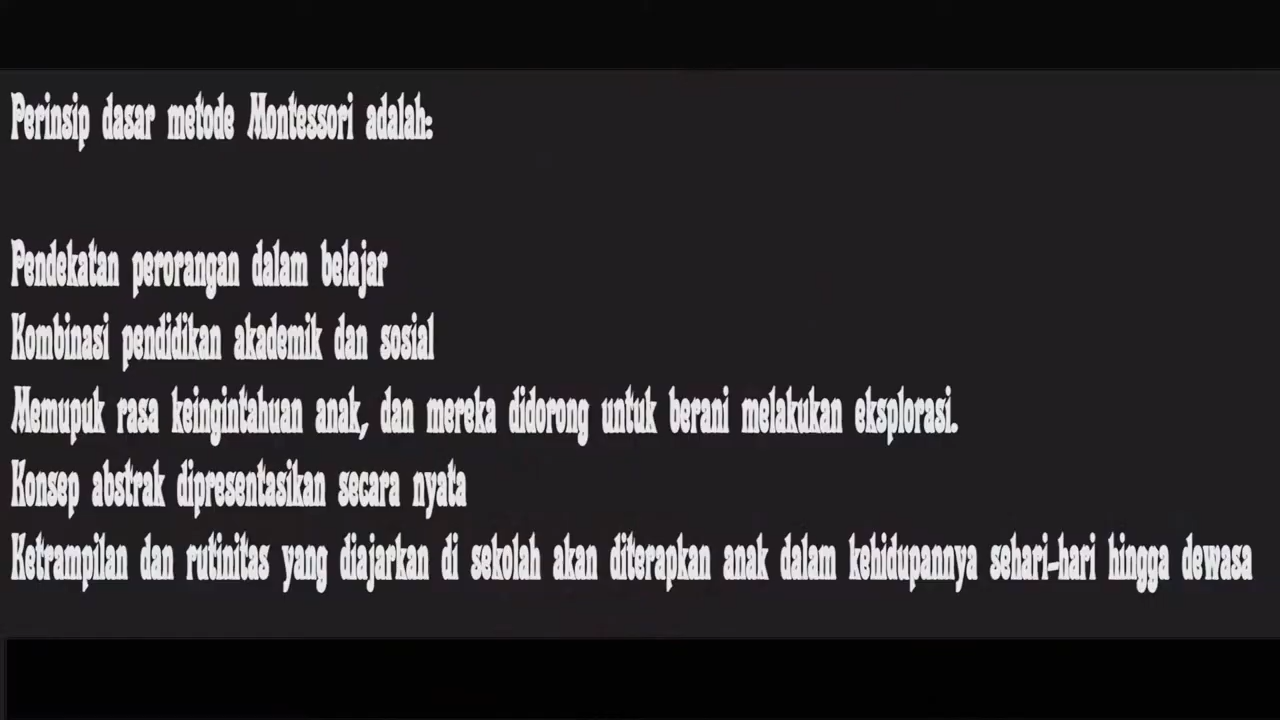 Perinsip dasar metode Montessori adalah:
Pendekatan perorangan dalam belajar
Kombinasi pendidikan akademik dan sosial
Memupuk rasa keingintahuan anak, dan mereka didorong untuk berani melakukan eksplorasi.
Konsep abstrak dipresentasikan secara nyata
Ketrampilan dan rutinitas yang diajarkan di sekolah akan diterapkan anak dalam kehidupannya sehari-hari hingga dewasa